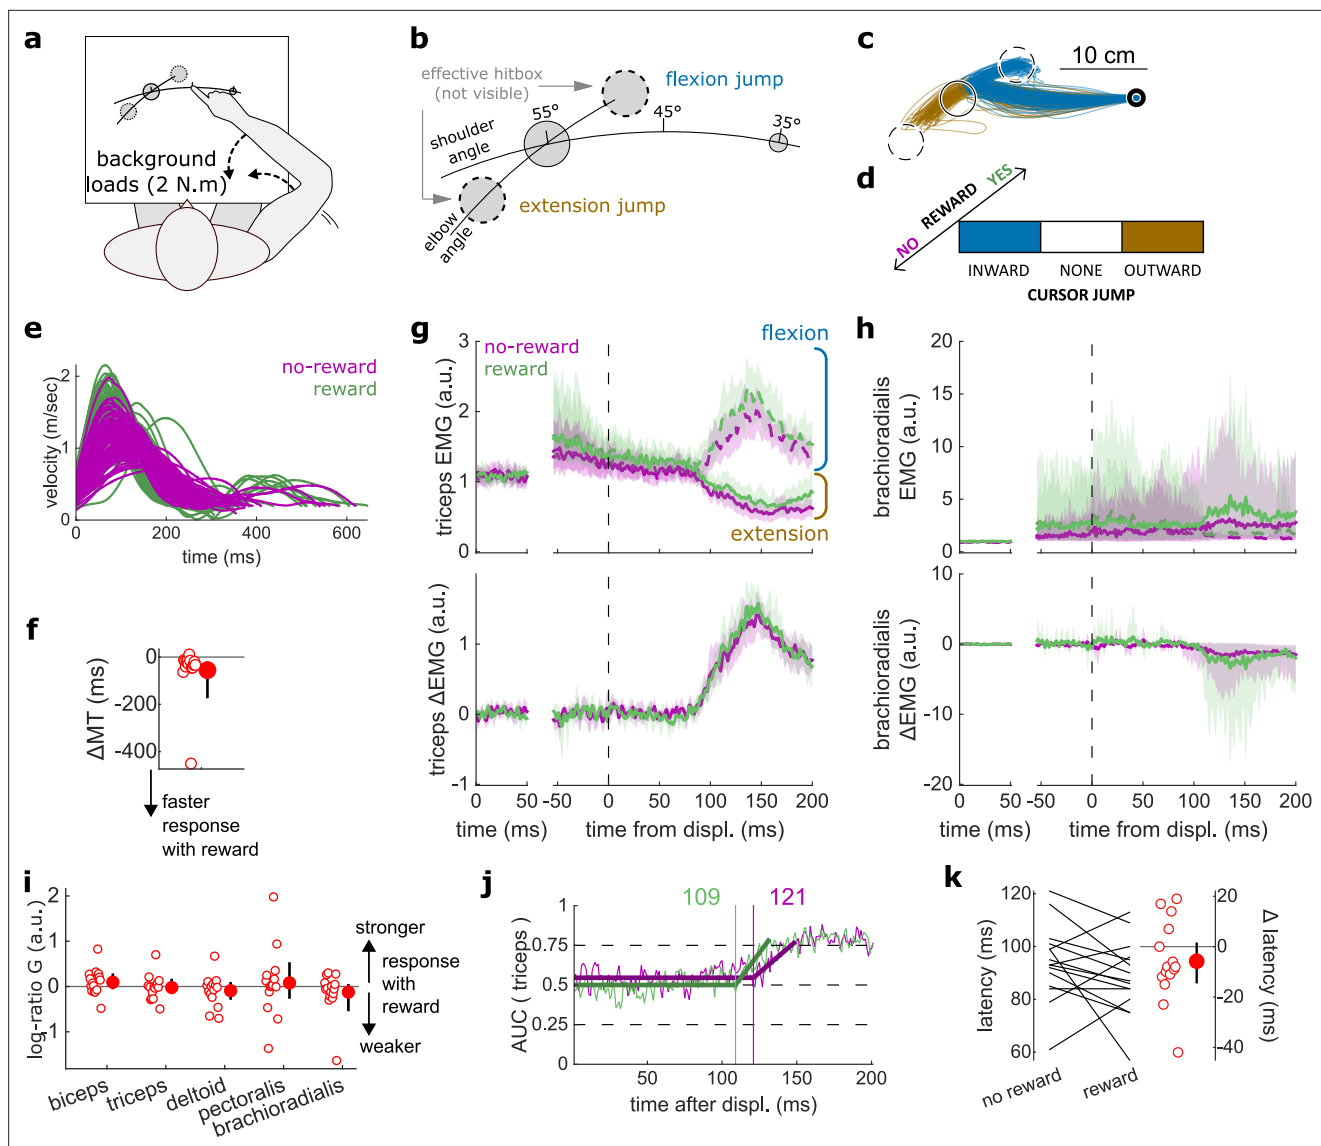 a
background
loads (2 N.m)
b
effective hitbox
(not visible)
flexion jump
55°
45°
35°
shoulder
angle
elbow
angle
extension jump
c
10 cm
d
NO REWARD YES
INWARD NONE OUTWARD
CURSOR JUMP
e
no-reward
reward
velocity (m/sec)
2
1
0
0 200 400 600
time (ms)
f
ΔMT (ms)
0
-200
-400
faster
response
with reward
g
no-reward
reward
flexion
extension
triceps EMG (a.u.)
3
2
1
0
triceps ΔEMG (a.u.)
1
0
-1
0 50 -50 0 50 100 150 200
time (ms) time from displ. (ms)
h
brachioradialis
EMG (a.u.)
20
15
10
5
0
brachioradialis
ΔEMG (a.u.)
10
0
-10
-20
0 50 -50 0 50 100 150 200
time (ms) time from displ. (ms)
i
log-ratio G (a.u.)
2
1
0
-1
biceps
triceps
deltoid
pectoralis
brachioradialis
stronger
response
with
reward
weaker
j
109 121
AUC ( triceps )
1
0.75
0.5
0.25
0
0 50 100 150 200
time after displ. (ms)
k
latency (ms)
120
100
80
60
no reward
reward
20
0
-20
-40
Δ latency (ms)